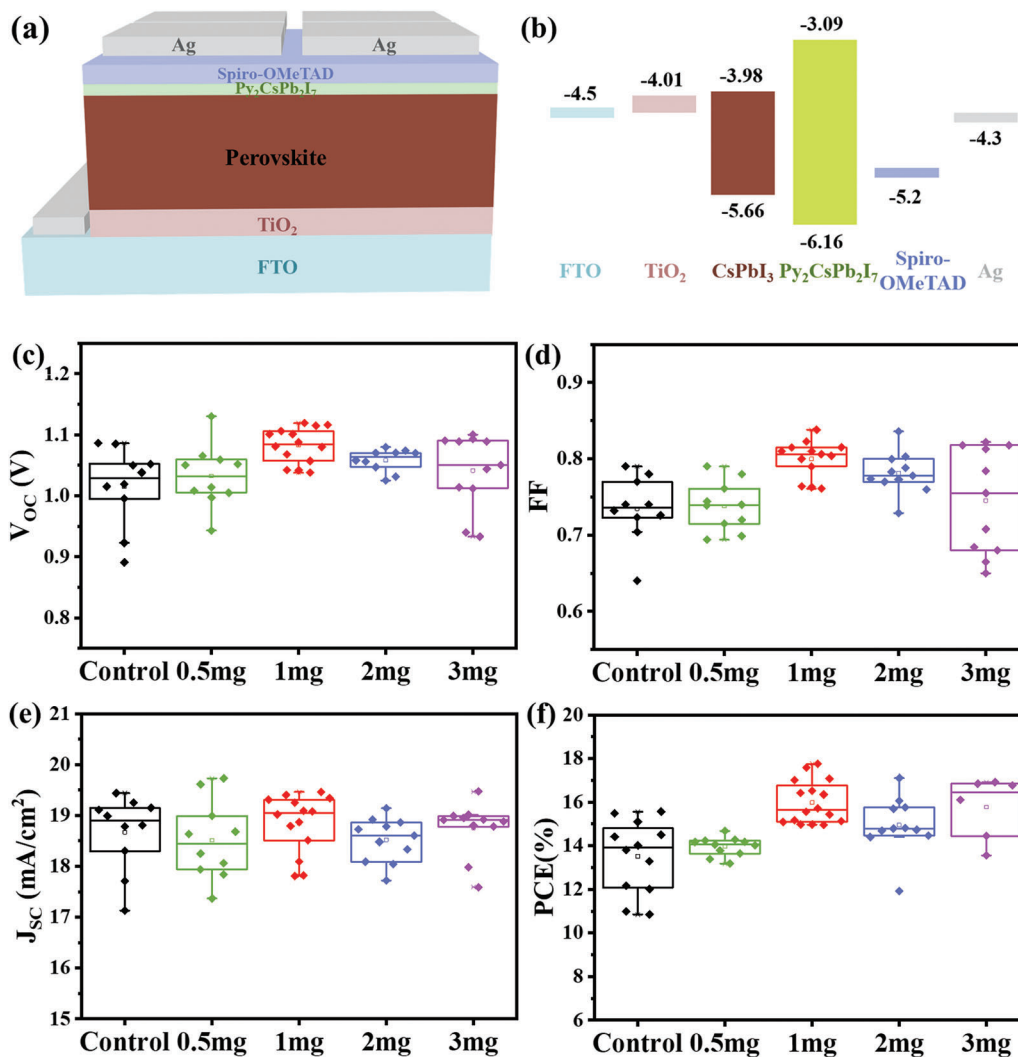 (a)
Ag
Ag
Spiro-OMeTAD
Py₂CsPb₂I₇
Perovskite
TiO₂
FTO
(b)
-3.09
-4.5
-4.01
-3.98
-4.3
-5.2
-5.66
-6.16
FTO
TiO₂
CsPbI₃
Py₂CsPb₂I₇
Spiro-
OMeTAD
Ag
(c)
V_OC (V)
1.2
1.1
1.0
0.9
0.8
Control 0.5mg 1mg 2mg 3mg
(d)
FF
0.9
0.8
0.7
0.6
Control 0.5mg 1mg 2mg 3mg
(e)
J_SC (mA/cm²)
21
20
19
18
17
16
15
Control 0.5mg 1mg 2mg 3mg
(f)
PCE(%)
20
18
16
14
12
10
8
6
Control 0.5mg 1mg 2mg 3mg